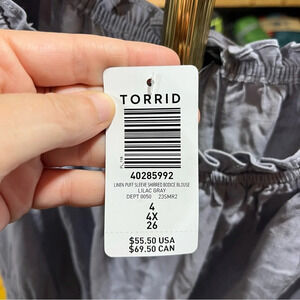 TORRID
40285992
LINEN PUFF SLEEVE SHIRRED BODICE BLOUSE
LILAC GRAY
DEPT 0050 23SMR2
4
4X
26
$55.50 USA
$69.50 CAN